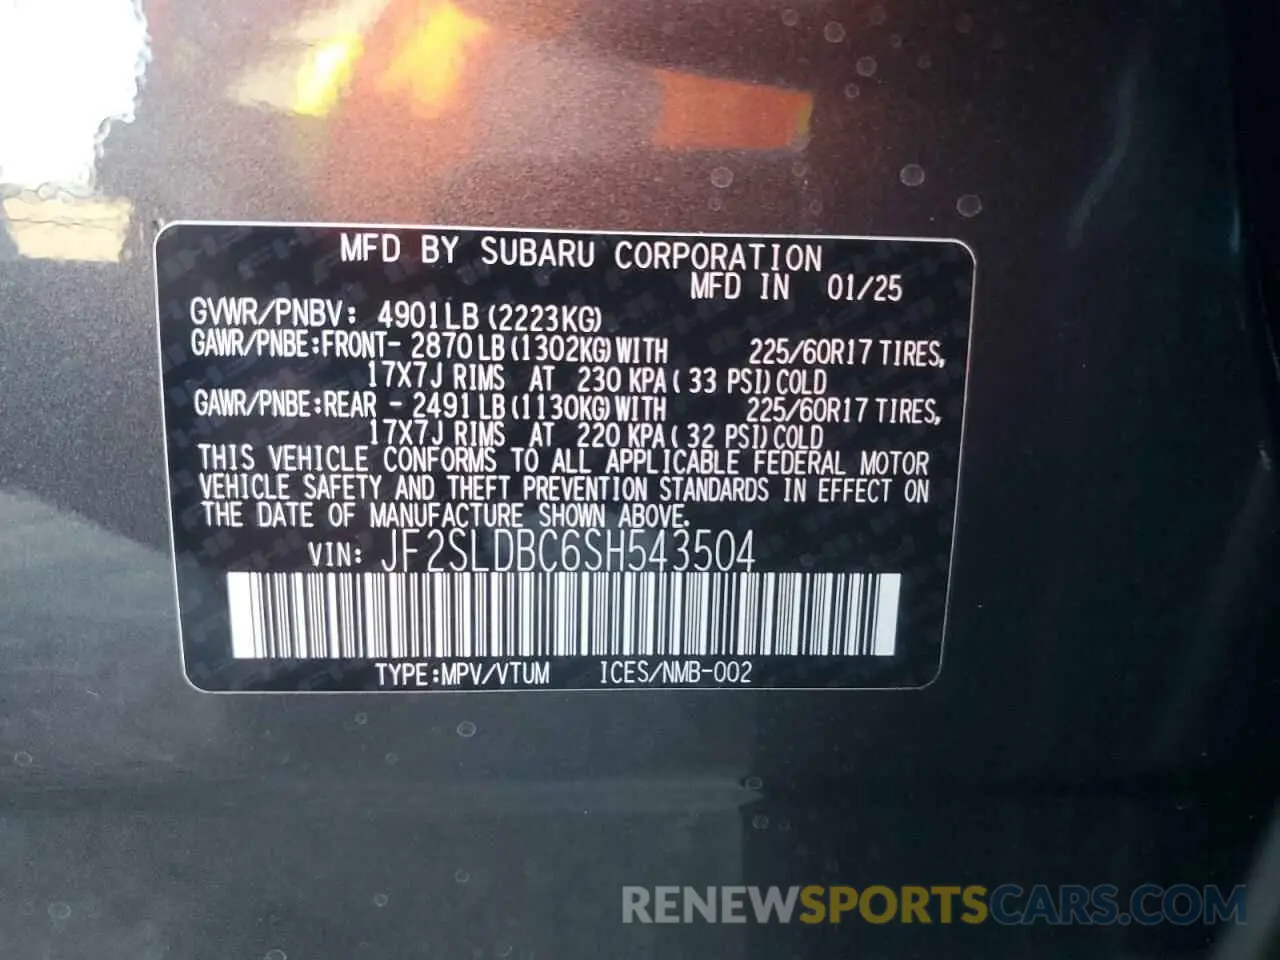 MFD BY SUBARU CORPORATION
MFD IN 01/25
GVWR/PNBV: 4901LB (2223KG)
GAWR/PNBE:FRONT- 2870LB(1302KG)WITH 225/60R17 TIRES,
17X7J RIMS AT 230 KPA( 33 PSI)COLD
GAWR/PNBE:REAR - 2491LB(1130KG)WITH 225/60R17 TIRES,
17X7J RIMS AT 220 KPA( 32 PSI)COLD
THIS VEHICLE CONFORMS TO ALL APPLICABLE FEDERAL MOTOR
VEHICLE SAFETY AND THEFT PREVENTION STANDARDS IN EFFECT ON
THE DATE OF MANUFACTURE SHOWN ABOVE.
VIN: JF2SLDBC6SH543504
TYPE:MPV/VTUM ICES/NMB-002
RENEWSPORTSCARS.COM